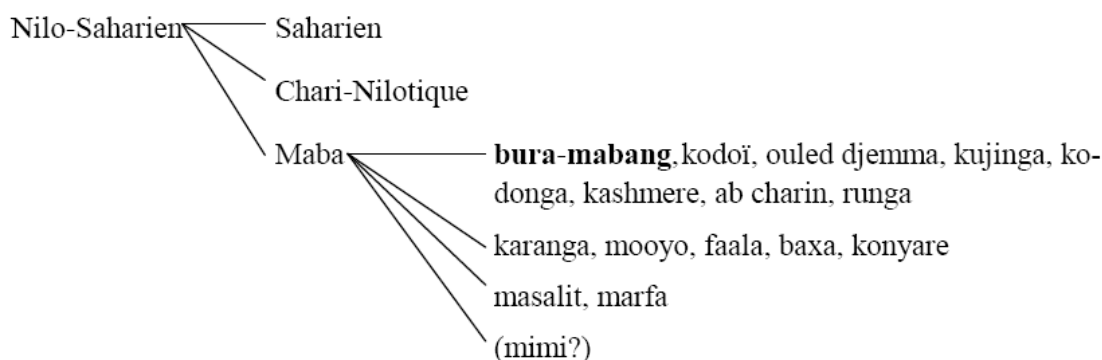 Nilo-Saharien Saharien
Chari-Nilotique
Maba bura-mabang, kodoï, ouled djemma, kujinga, ko-
donga, kashmere, ab charin, runga
karanga, mooyo, faala, baxa, konyare
masalit, marfa
(mimi?)